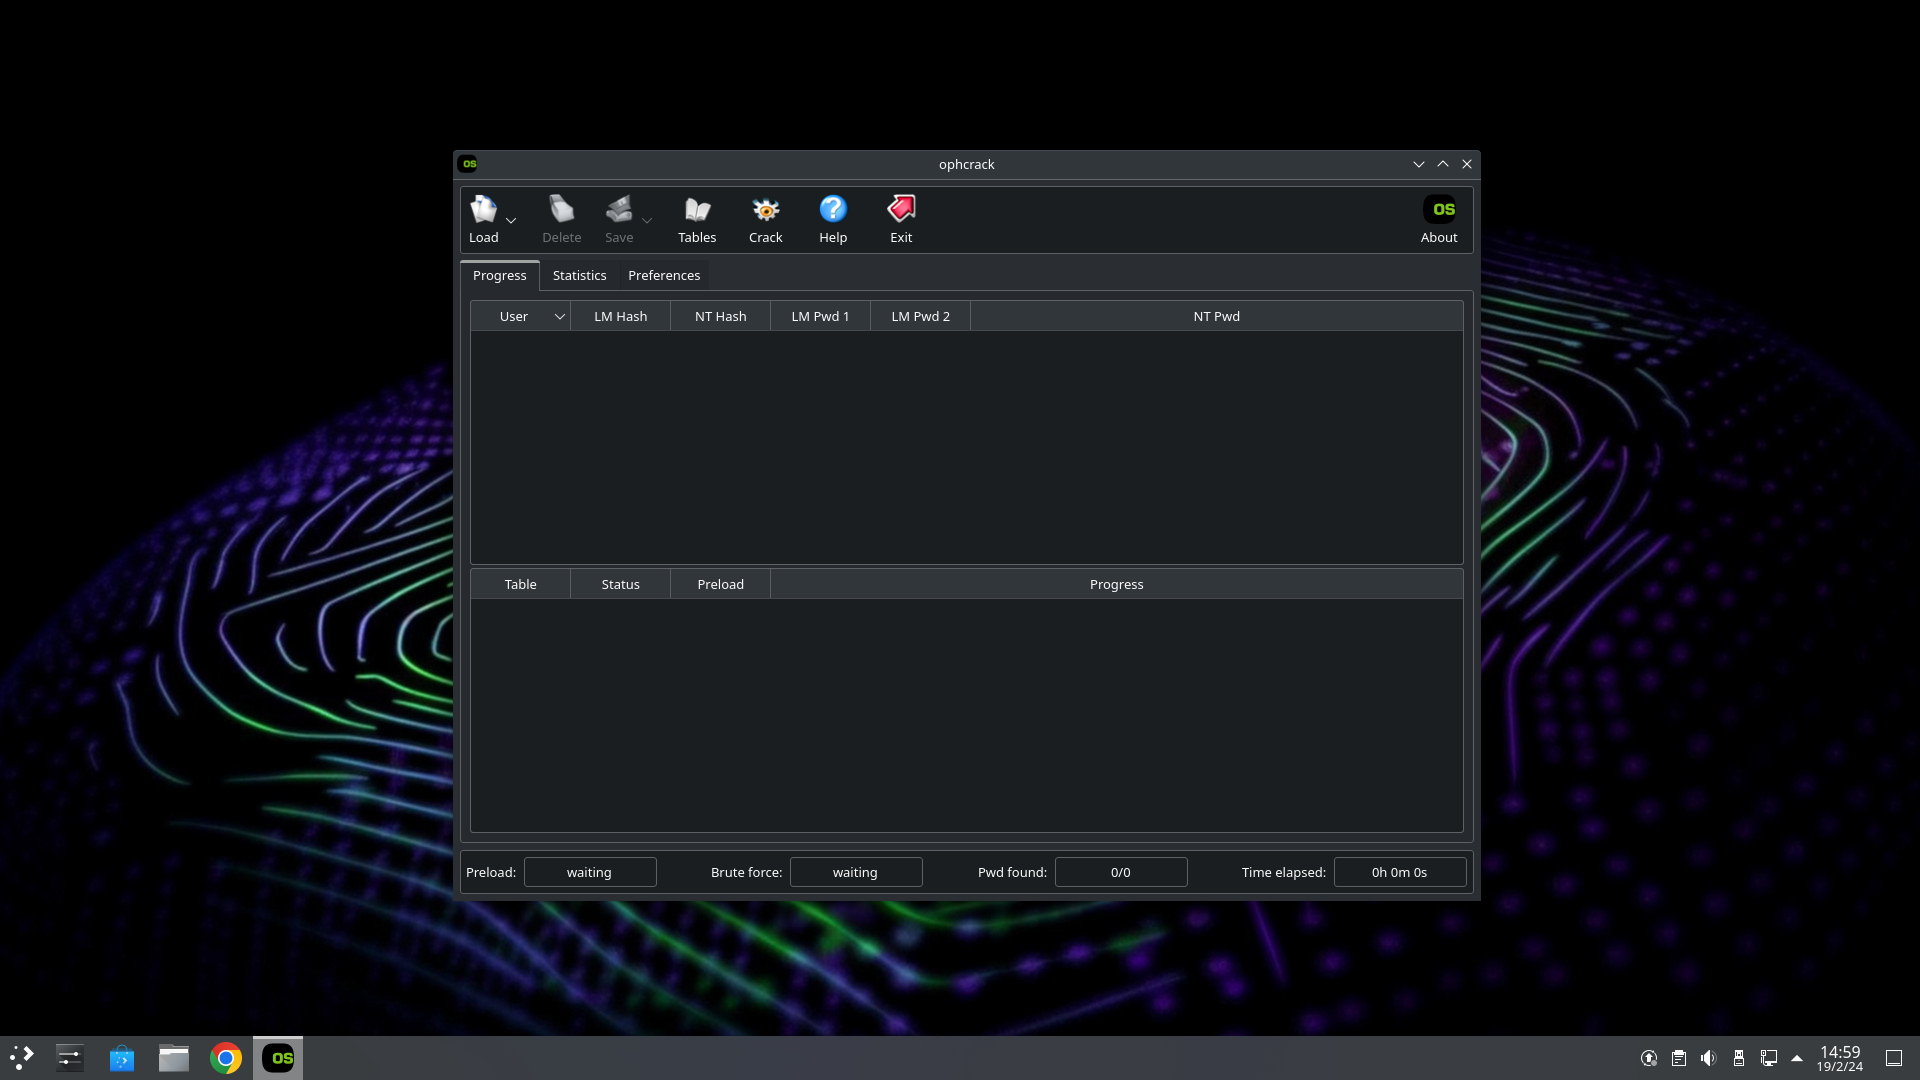 OS
ophcrack
Load
Delete
Save
Tables
Crack
Help
Exit
OS
About
Progress
Statistics
Preferences
User
LM Hash
NT Hash
LM Pwd 1
LM Pwd 2
NT Pwd
Table
Status
Preload
Progress
Preload:
waiting
Brute force:
waiting
Pwd found:
0/0
Time elapsed:
0h 0m 0s
OS
14:59
19/2/24